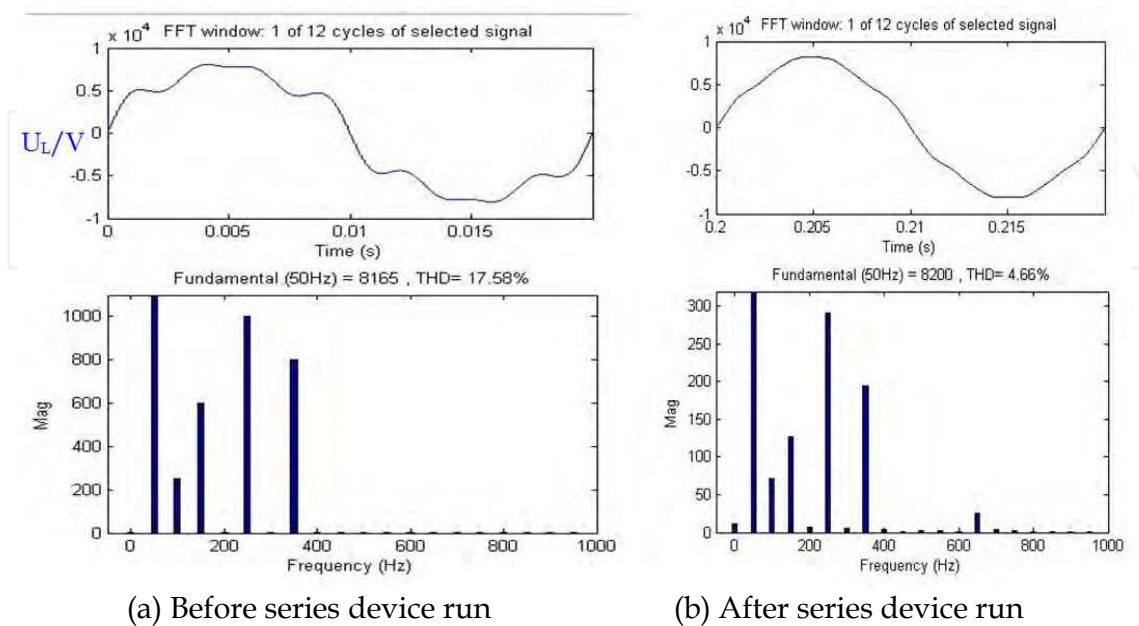 FFT window: 1 of 12 cycles of selected signal
× 10⁴
1
0.5
0
-0.5
-1
U_L/V
0 0.005 0.01 0.015
Time (s)
Fundamental (50Hz) = 8165 , THD= 17.58%
1000
800
600
400
200
0
Mag
0 200 400 600 800 1000
Frequency (Hz)
(a) Before series device run
FFT window: 1 of 12 cycles of selected signal
× 10⁴
1
0.5
0
-0.5
-1
0.2 0.205 0.21 0.215
Time (s)
Fundamental (50Hz) = 8200 , THD= 4.66%
300
250
200
150
100
50
0
Mag
0 200 400 600 800 1000
Frequency (Hz)
(b) After series device run